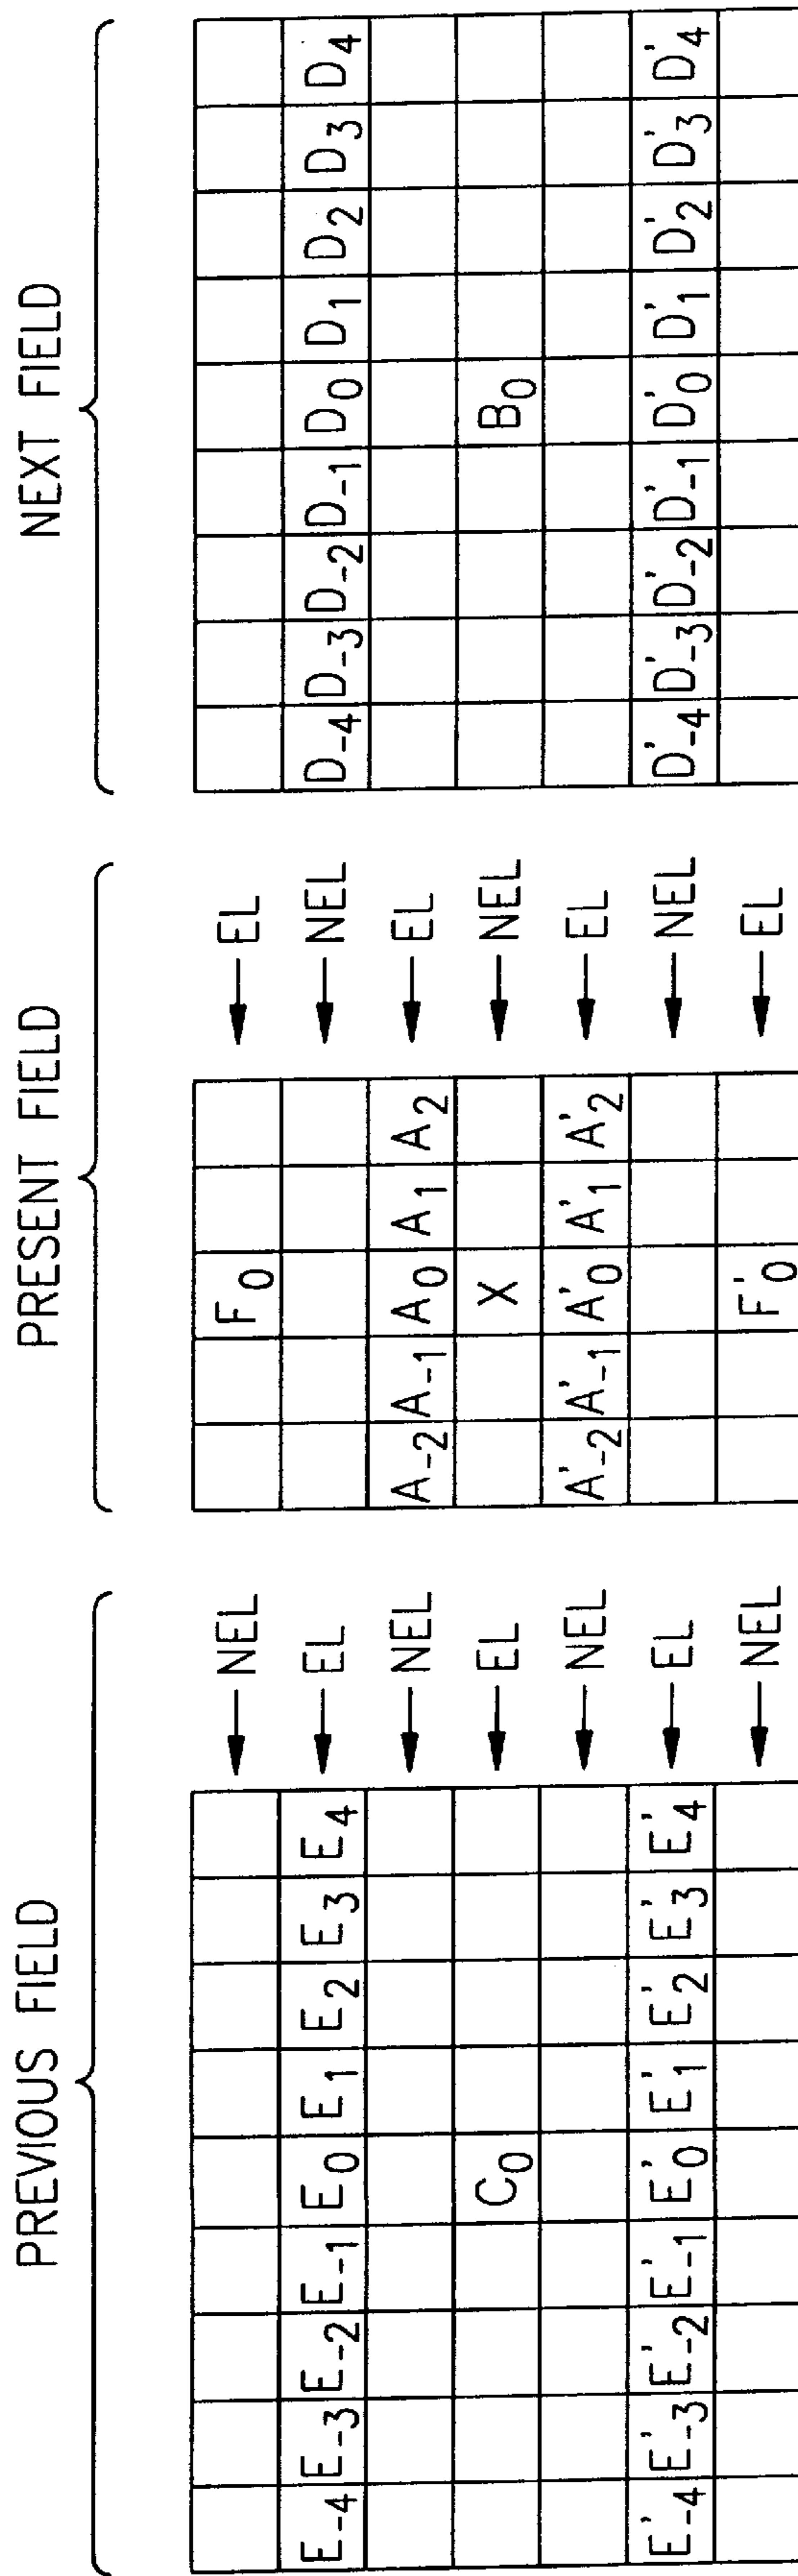 PREVIOUS FIELD PRESENT FIELD NEXT FIELD
← NEL F₀ ← EL
E₋₄ E₋₃ E₋₂ E₋₁ E₀ E₁ E₂ E₃ E₄ ← EL ← NEL D₋₄ D₋₃ D₋₂ D₋₁ D₀ D₁ D₂ D₃ D₄
← NEL A₋₂ A₋₁ A₀ A₁ A₂ ← EL
C₀ ← EL X ← NEL B₀
← NEL A'₋₂ A'₋₁ A'₀ A'₁ A'₂ ← EL
E'₋₄ E'₋₃ E'₋₂ E'₋₁ E'₀ E'₁ E'₂ E'₃ E'₄ ← EL ← NEL D'₋₄ D'₋₃ D'₋₂ D'₋₁ D'₀ D'₁ D'₂ D'₃ D'₄
← NEL F'₀ ← EL